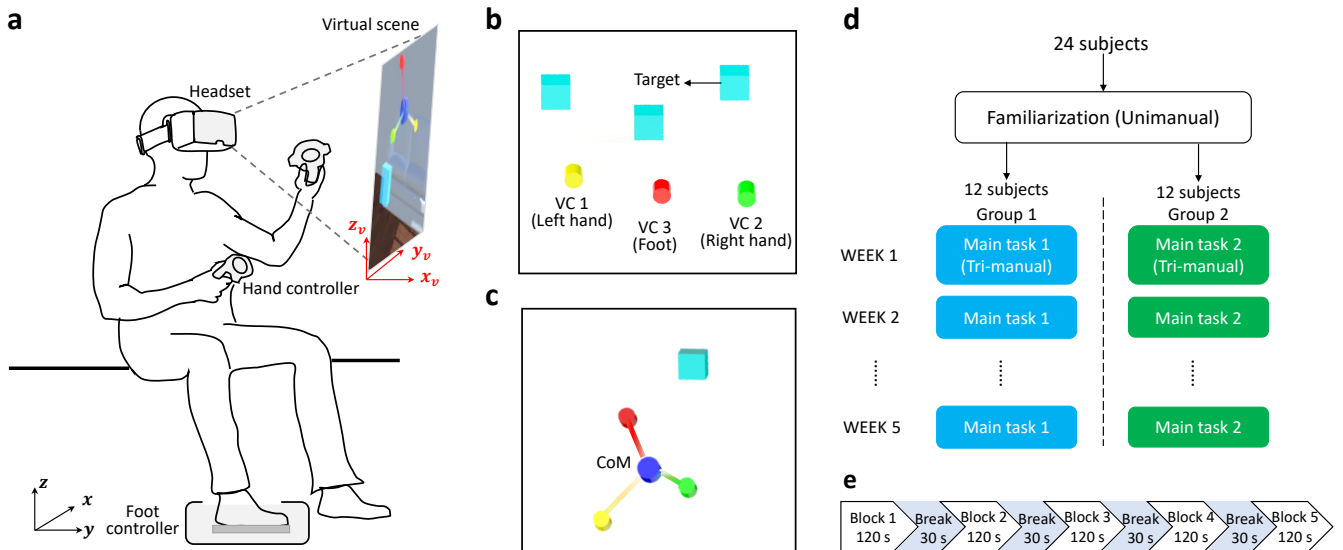 a
Virtual scene
Headset
z_v
y_v
x_v
Hand controller
z
x
y
Foot
controller
b
Target
VC 1
(Left hand)
VC 3
(Foot)
VC 2
(Right hand)
c
CoM
d
24 subjects
Familiarization (Unimanual)
12 subjects
Group 1
12 subjects
Group 2
WEEK 1
Main task 1
(Tri-manual)
Main task 2
(Tri-manual)
WEEK 2
Main task 1
Main task 2
WEEK 5
Main task 1
Main task 2
e
Block 1
120 s
Break
30 s
Block 2
120 s
Break
30 s
Block 3
120 s
Break
30 s
Block 4
120 s
Break
30 s
Block 5
120 s